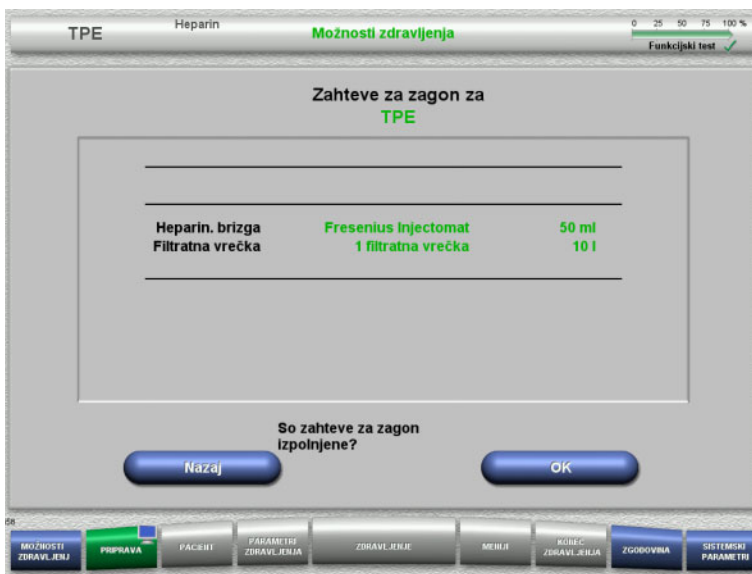 TPE
Heparin
Možnosti zdravljenja
0 25 50 75 100 %
Funkcijski test
Zahteve za zagon za
TPE
Heparin. brizga Fresenius Injectomat 50 ml
Filtratna vrečka 1 filtratna vrečka 10 l
So zahteve za zagon
izpolnjene?
Nazaj
OK
58
MOŽNOSTI
ZDRAVLJENJ
PRIPRAVA
PACIENT
PARAMETRI
ZDRAVLJENJA
ZDRAVLJENJE
MENIJI
KONEC
ZDRAVLJENJA
ZGODOVINA
SISTEMSKI
PARAMETRI